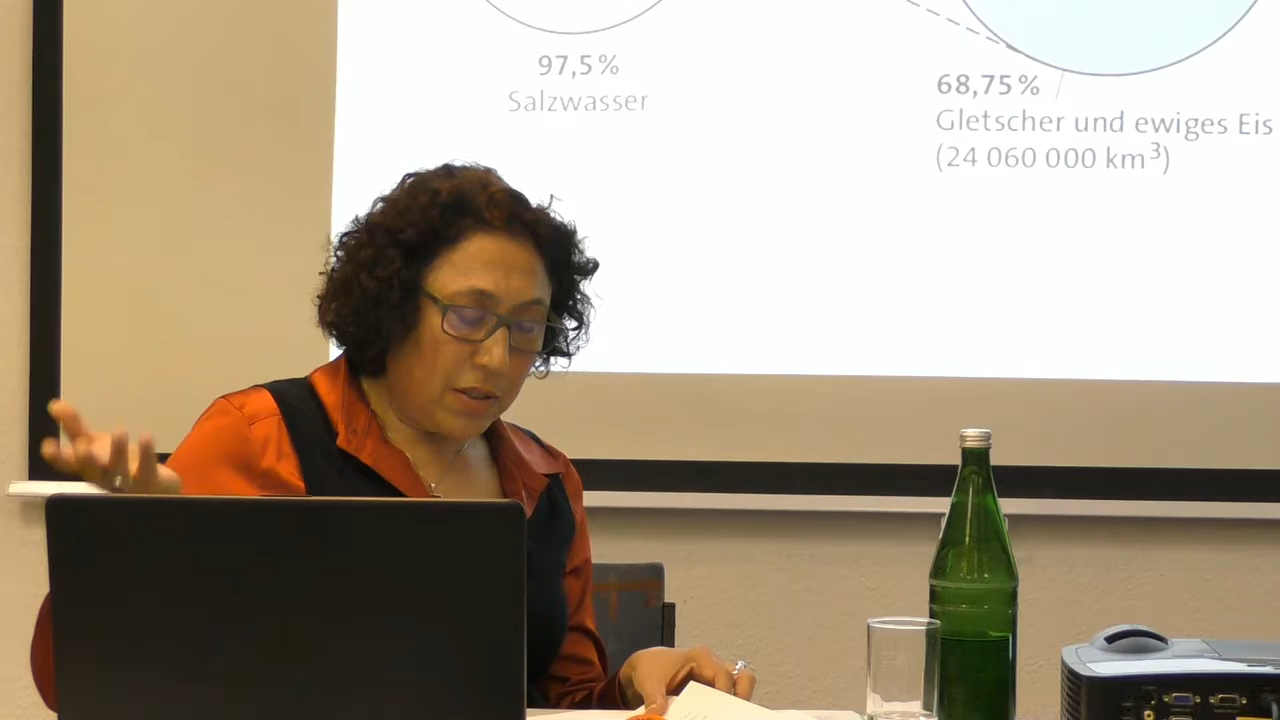 97,5%
Salzwasser
68,75%
Gletscher und ewiges Eis
(24 060 000 km³)